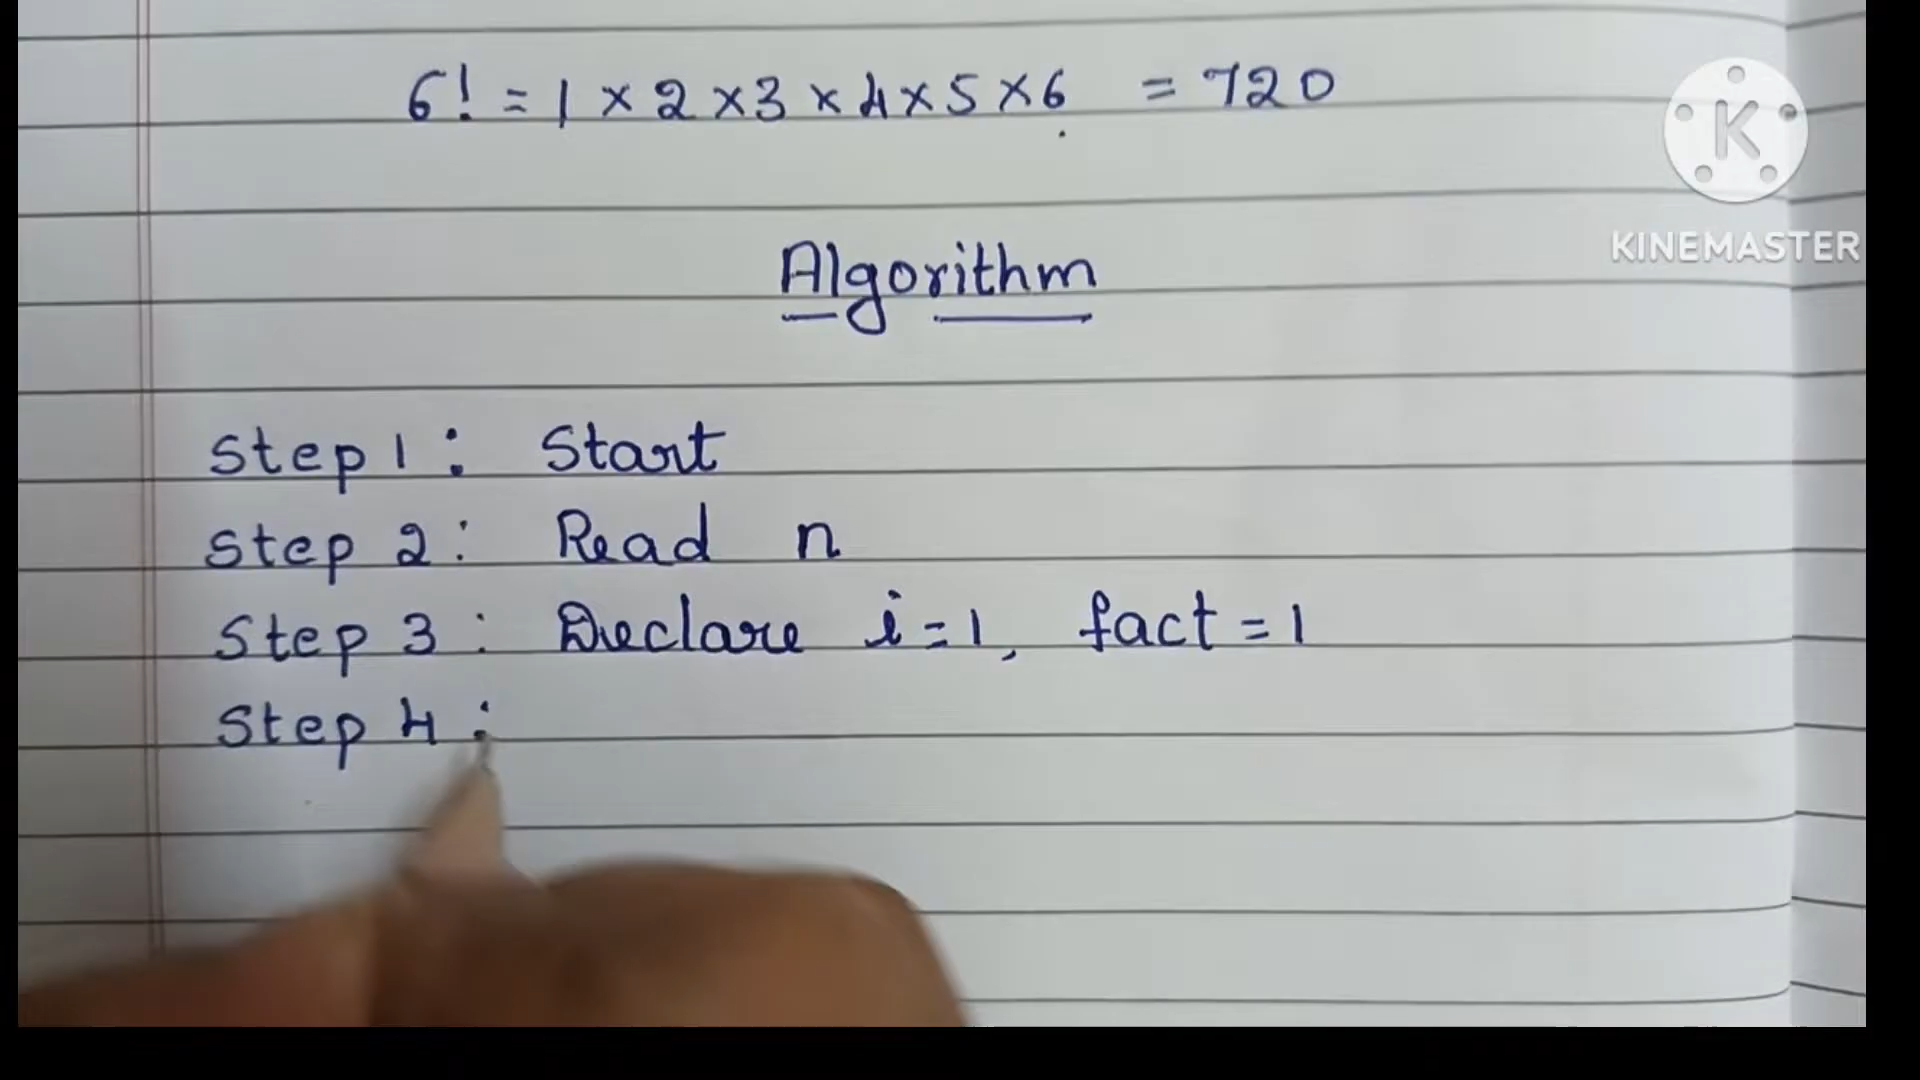 6! = 1 × 2 × 3 × 4 × 5 × 6 = 720
K
KINEMASTER
Algorithm
Step 1 : Start
Step 2 : Read n
Step 3 : Declare i = 1, fact = 1
Step 4 :